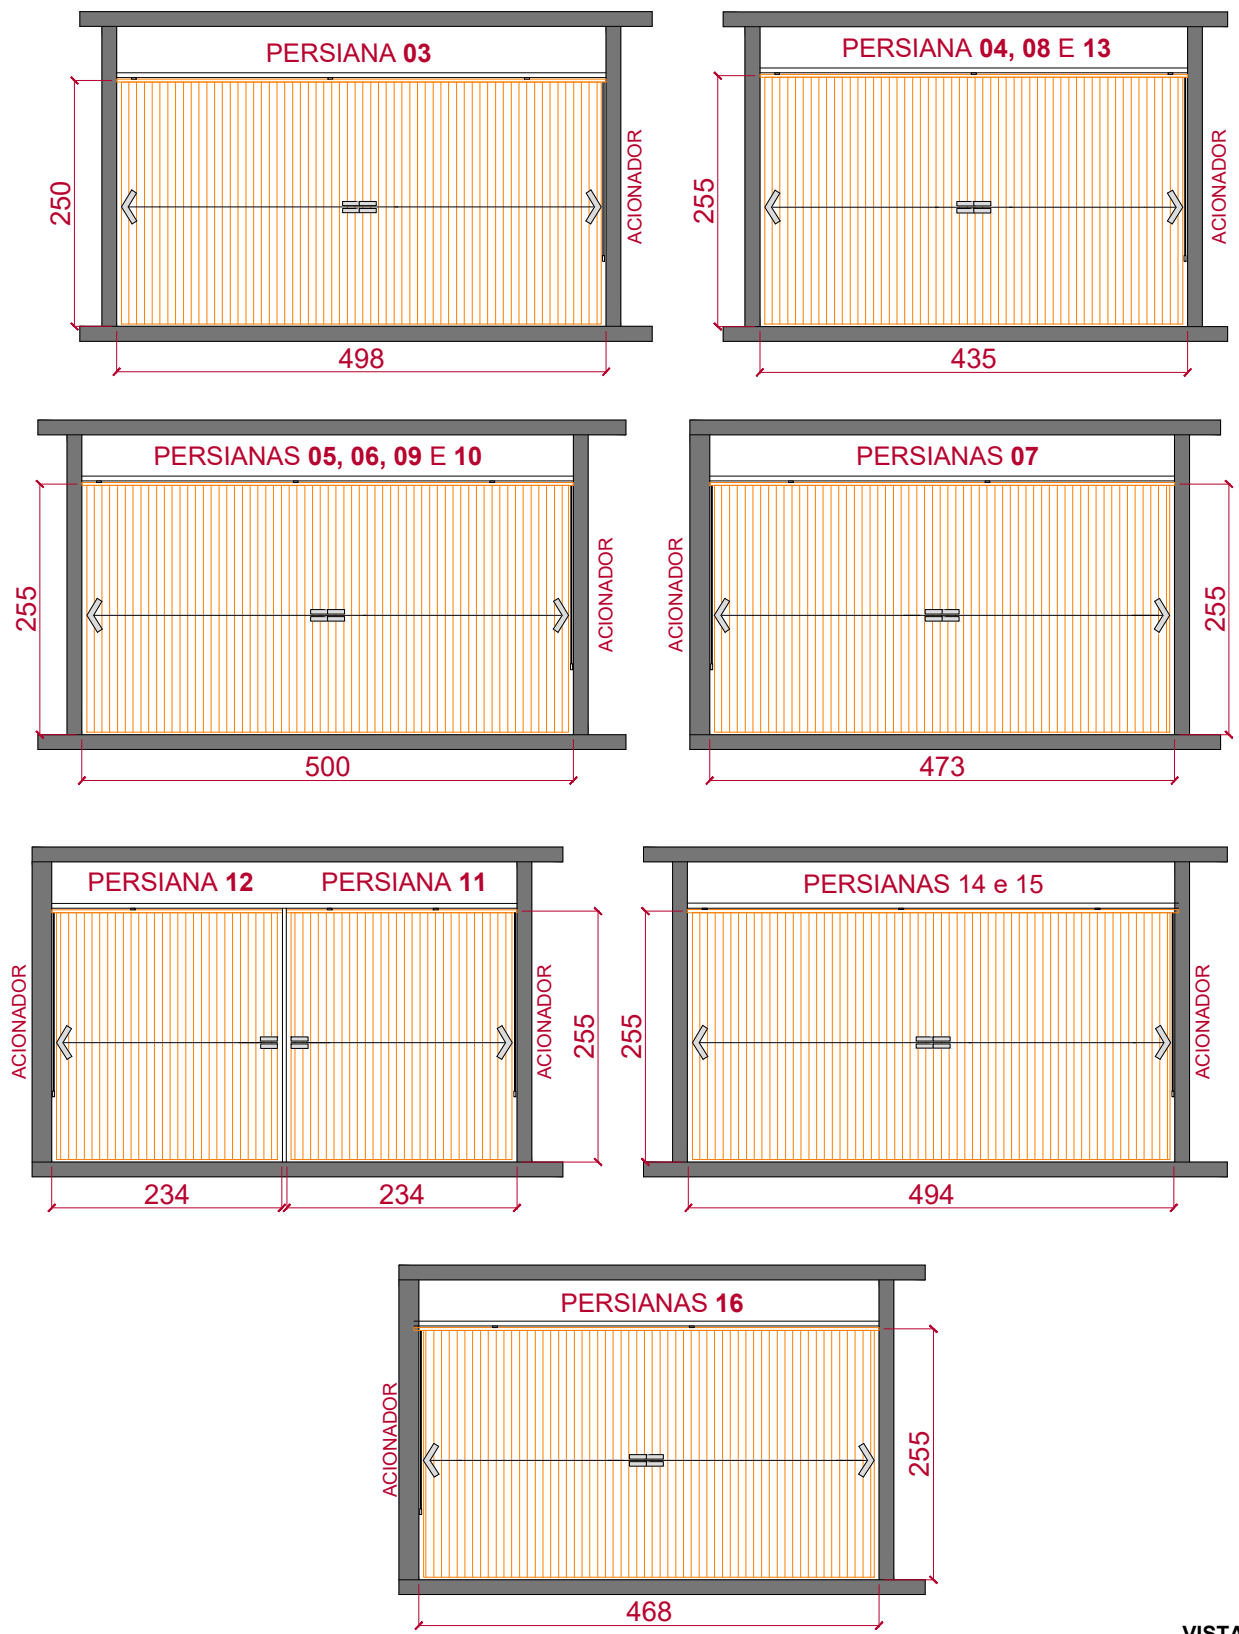 PERSIANA 03
250
ACIONADOR
498
PERSIANA 04, 08 E 13
255
ACIONADOR
435
PERSIANAS 05, 06, 09 E 10
255
ACIONADOR
500
PERSIANAS 07
ACIONADOR
255
473
PERSIANA 12
PERSIANA 11
ACIONADOR
ACIONADOR
255
234
234
PERSIANAS 14 e 15
255
ACIONADOR
494
PERSIANAS 16
ACIONADOR
255
468
VISTA